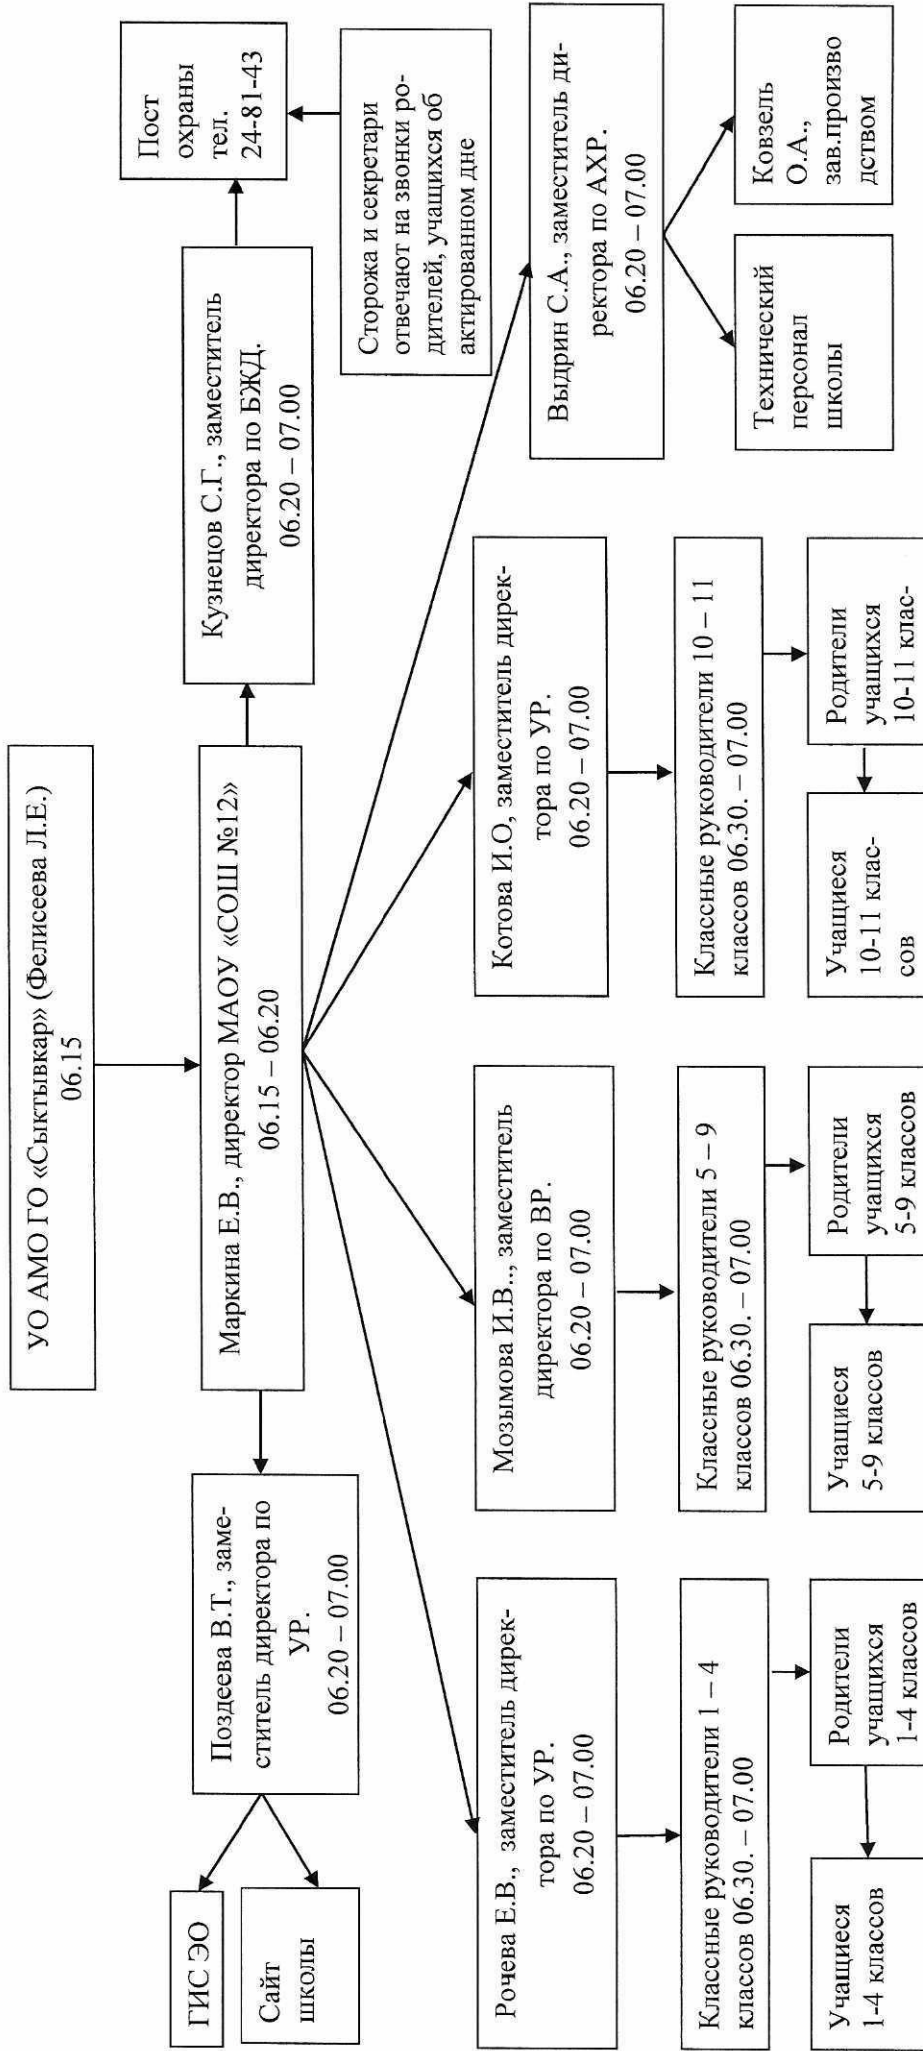 УО АМО ГО «Сыктывкар» (Фелисеева Л.Е.)
06.15
Маркина Е.В., директор МАОУ «СОШ №12»
06.15 – 06.20
Поздеева В.Т., заме-
ститель директора по
УР.
06.20 – 07.00
ГИС ЭО
Сайт
школы
Кузнецов С.Г., заместитель
директора по БЖД.
06.20 – 07.00
Пост
охраны
тел.
24-81-43
Сторожа и секретари
отвечают на звонки ро-
дителей, учащихся об
актированном дне
Рочева Е.В., заместитель дирек-
тора по УР.
06.20 – 07.00
Мозымова И.В.., заместитель
директора по ВР.
06.20 – 07.00
Котова И.О, заместитель дирек-
тора по УР.
06.20 – 07.00
Выдрин С.А., заместитель ди-
ректора по АХР.
06.20 – 07.00
Классные руководители 1 – 4
классов 06.30. – 07.00
Классные руководители 5 – 9
классов 06.30. – 07.00
Классные руководители 10 – 11
классов 06.30. – 07.00
Технический
персонал
школы
Ковзель
О.А.,
зав.произво
дством
Учащиеся
1-4 классов
Родители
учащихся
1-4 классов
Учащиеся
5-9 классов
Родители
учащихся
5-9 классов
Учащиеся
10-11 клас-
сов
Родители
учащихся
10-11 клас-